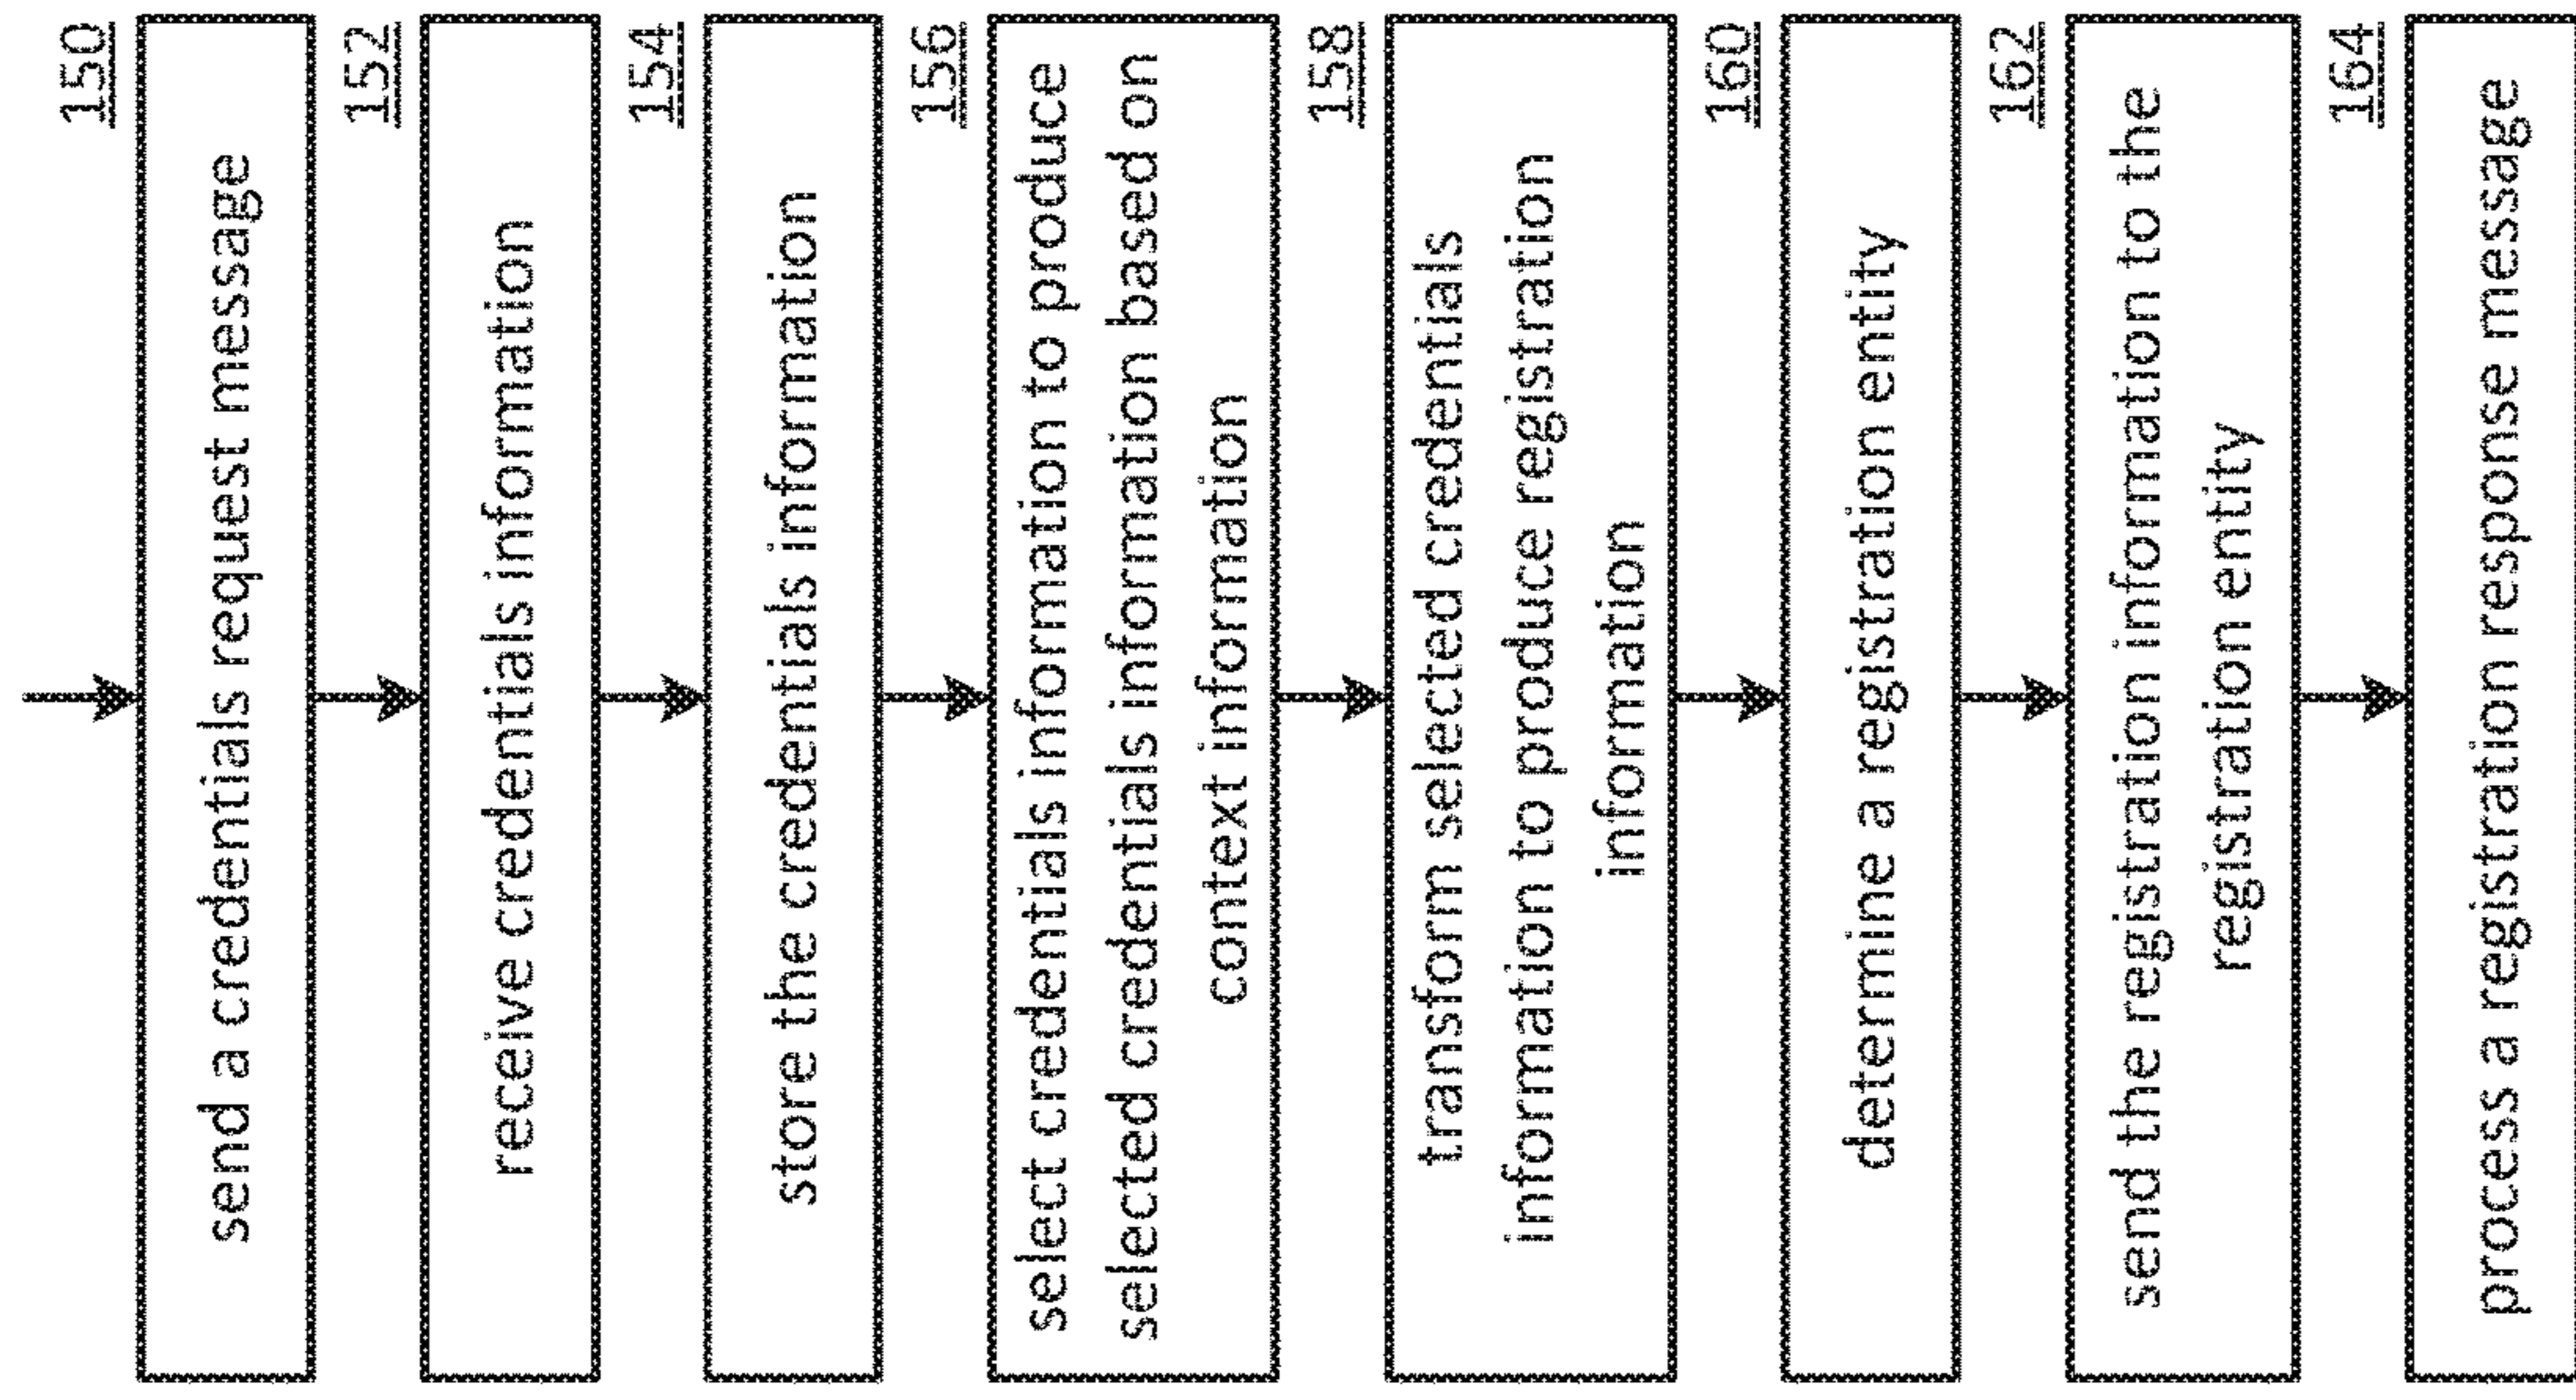 150
send a credentials request message
152
receive credentials information
154
store the credentials information
156
select credentials information to produce
selected credentials information based on
context information
158
transform selected credentials
information to produce registration
information
160
determine a registration entity
162
send the registration information to the
registration entity
164
process a registration response message